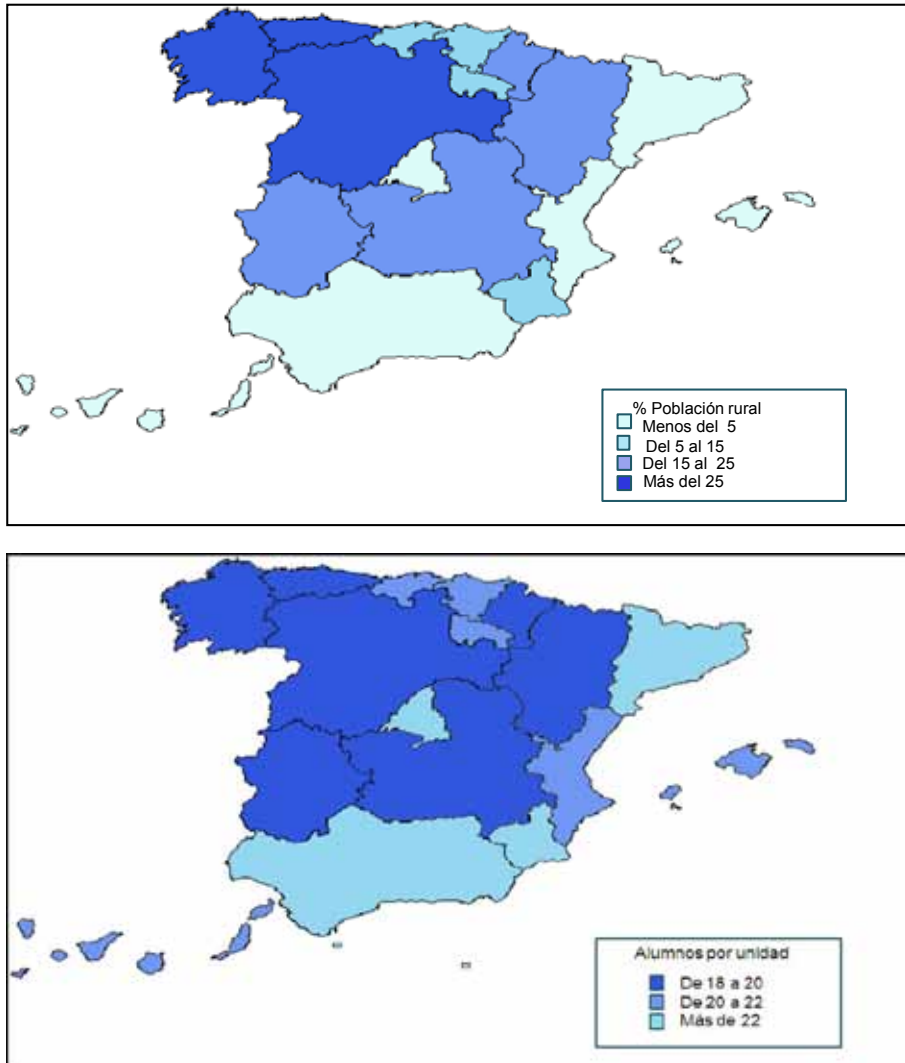 % Población rural
Menos del 5
Del 5 al 15
Del 15 al 25
Más del 25
Alumnos por unidad
De 18 a 20
De 20 a 22
Más de 22